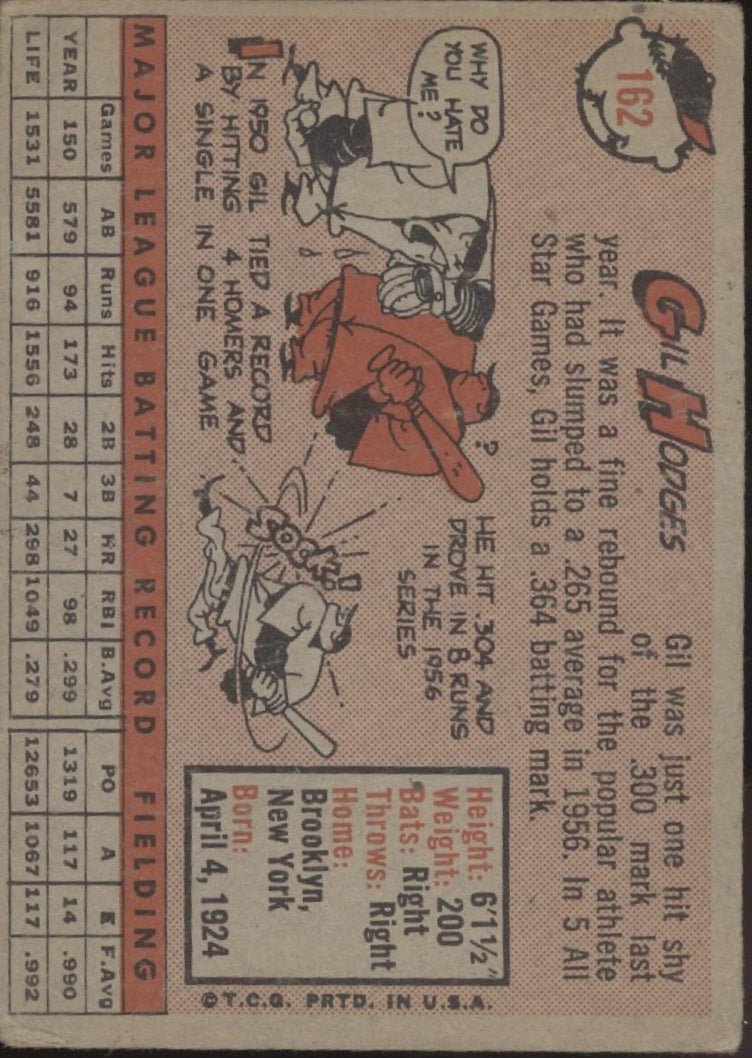 162
GIL HODGES
Gil was just one hit shy
of the .300 mark last
year. It was a fine rebound for the popular athlete
who had slumped to a .265 average in 1956. In 5 All
Star Games, Gil holds a .364 batting mark.
WHY DO
YOU HATE
ME?
?
HE HIT .304 AND
DROVE IN 8 RUNS
IN THE 1956
SERIES
SOCK!
IN 1950 GIL TIED A RECORD
BY HITTING 4 HOMERS AND
A SINGLE IN ONE GAME
Height: 6'1½"
Weight: 200
Bats: Right
Throws: Right
Home:
Brooklyn,
New York
Born:
April 4, 1924
©T.C.G. PRTD. IN U.S.A.
MAJOR LEAGUE BATTING RECORD FIELDING
Games AB Runs Hits 2B 3B HR RBI B.Avg PO A E F.Avg
YEAR 150 579 94 173 28 7 27 98 .299 1319 117 14 .990
LIFE 1531 5581 916 1556 248 44 298 1049 .279 12653 1067 117 .992